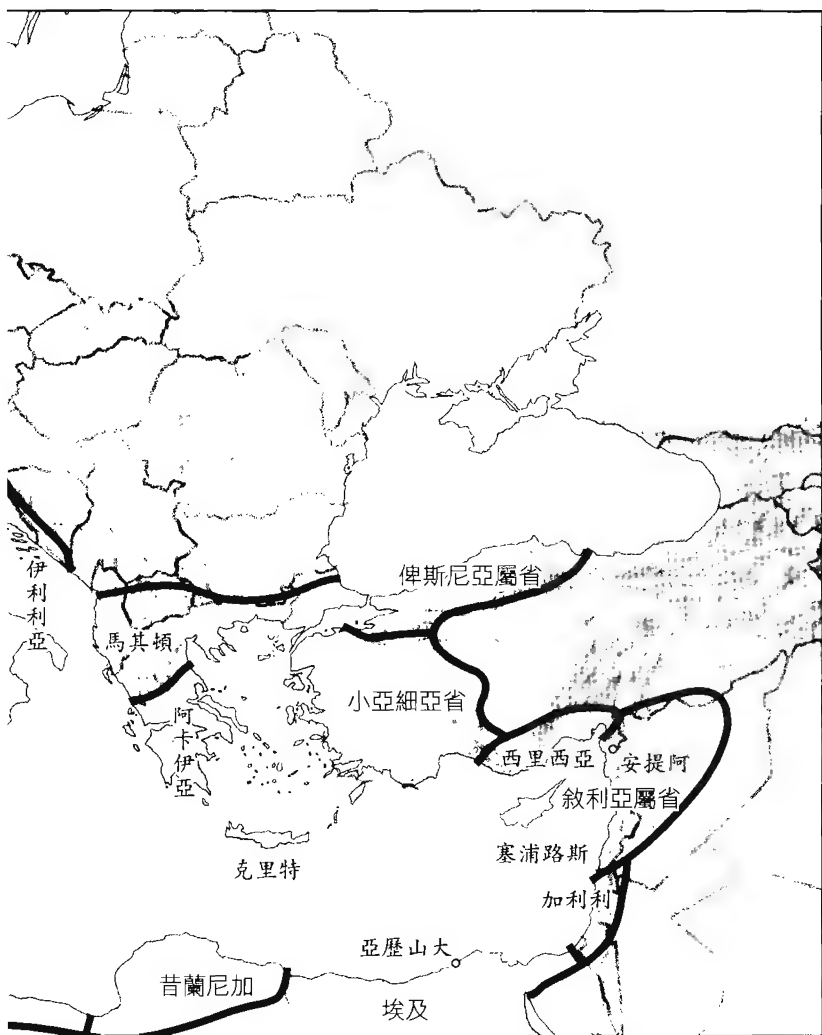 俾斯尼亞屬省
伊利利亞
馬其頓
小亞細亞省
阿卡伊亞
西里西亞
安提阿
敘利亞屬省
塞浦路斯
克里特
加利利
亞歷山大
昔蘭尼加
埃及